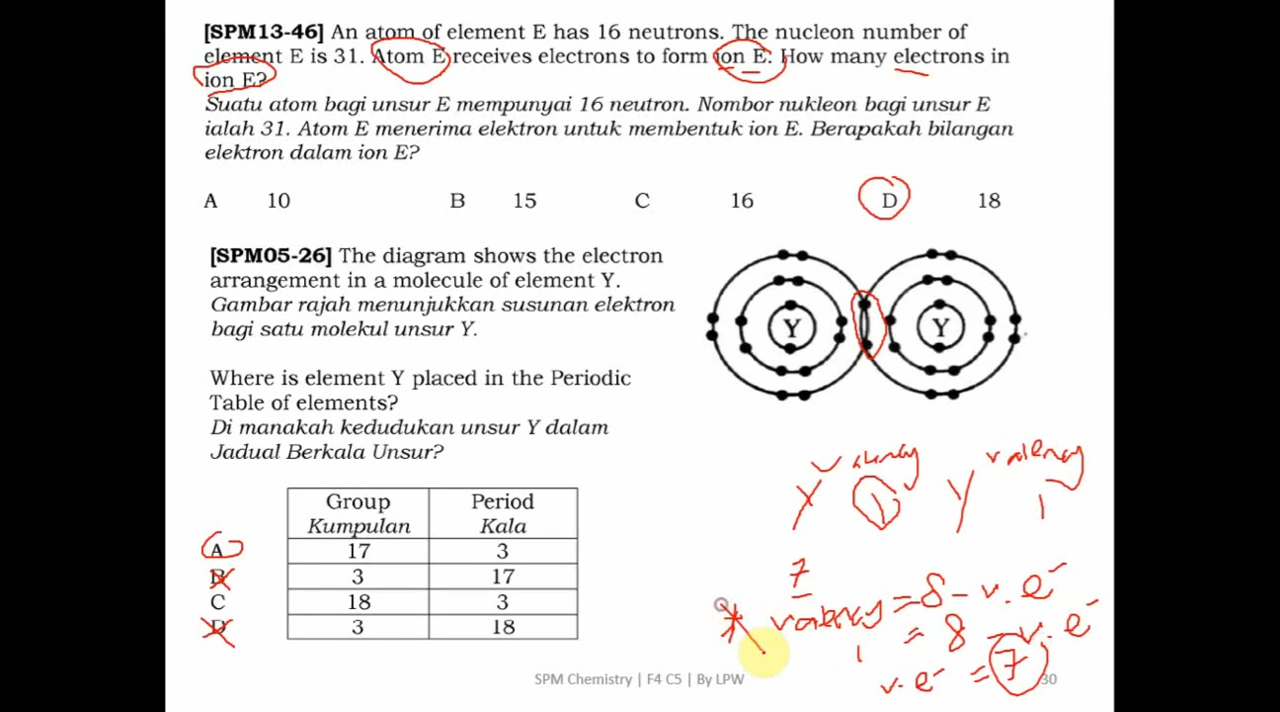 [SPM13-46] An atom of element E has 16 neutrons. The nucleon number of
element E is 31. Atom E receives electrons to form ion E. How many electrons in
ion E?
Suatu atom bagi unsur E mempunyai 16 neutron. Nombor nukleon bagi unsur E
ialah 31. Atom E menerima elektron untuk membentuk ion E. Berapakah bilangan
elektron dalam ion E?
A 10 B 15 C 16 D 18
[SPM05-26] The diagram shows the electron
arrangement in a molecule of element Y.
Gambar rajah menunjukkan susunan elektron
bagi satu molekul unsur Y.
Y Y
Where is element Y placed in the Periodic
Table of elements?
Di manakah kedudukan unsur Y dalam
Jadual Berkala Unsur?
valency valency
Y 1 Y 1
Group Period
Kumpulan Kala
A 17 3
B 3 17
C 18 3
D 3 18
7
valency = 8 - v.e⁻
1 = 8 - v.e⁻
v.e⁻ = 7
SPM Chemistry | F4 C5 | By LPW
30